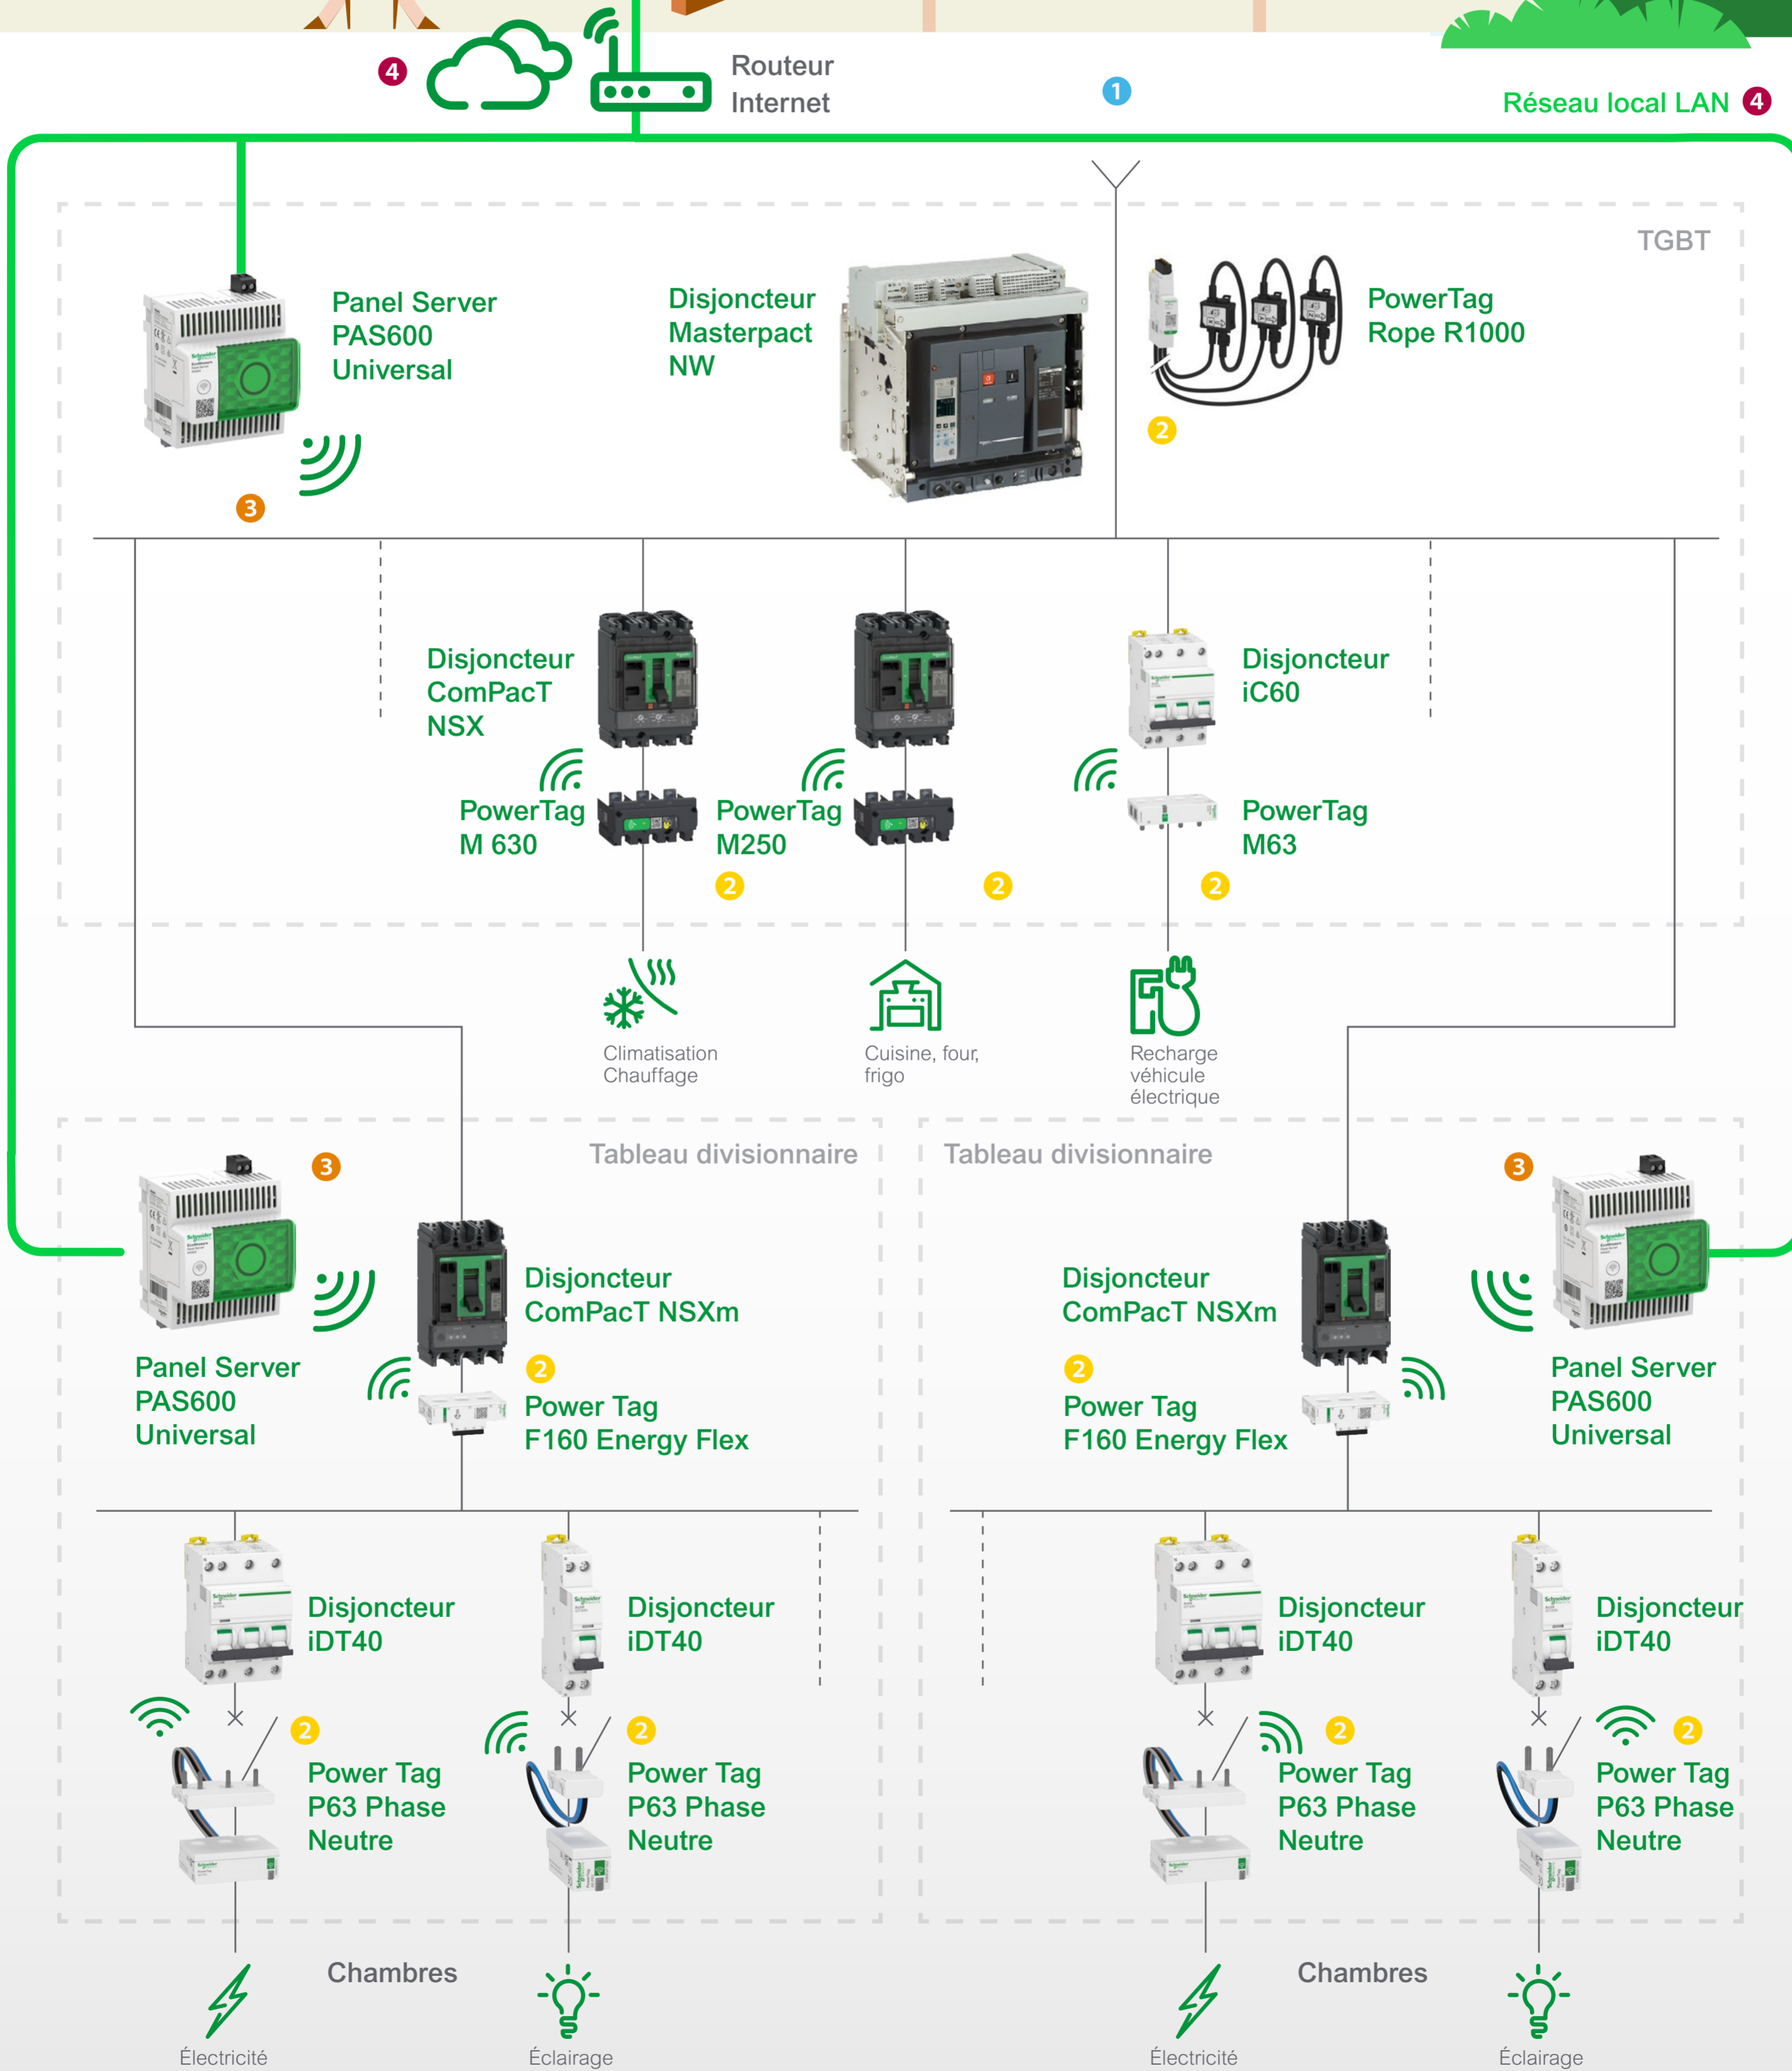 4
Routeur
Internet
1
Réseau local LAN 4
TGBT
Panel Server
PAS600
Universal
3
Disjoncteur
Masterpact
NW
PowerTag
Rope R1000
2
Disjoncteur
ComPacT
NSX
PowerTag
M 630
2
PowerTag
M250
2
Disjoncteur
iC60
PowerTag
M63
2
Climatisation
Chauffage
Cuisine, four,
frigo
Recharge
véhicule
électrique
Tableau divisionnaire
3
Disjoncteur
ComPacT NSXm
2
Power Tag
F160 Energy Flex
Panel Server
PAS600
Universal
Disjoncteur
iDT40
2
Power Tag
P63 Phase
Neutre
Disjoncteur
iDT40
2
Power Tag
P63 Phase
Neutre
Chambres
Électricité
Éclairage
Tableau divisionnaire
3
Disjoncteur
ComPacT NSXm
2
Power Tag
F160 Energy Flex
Panel Server
PAS600
Universal
Disjoncteur
iDT40
2
Power Tag
P63 Phase
Neutre
Disjoncteur
iDT40
2
Power Tag
P63 Phase
Neutre
Chambres
Électricité
Éclairage